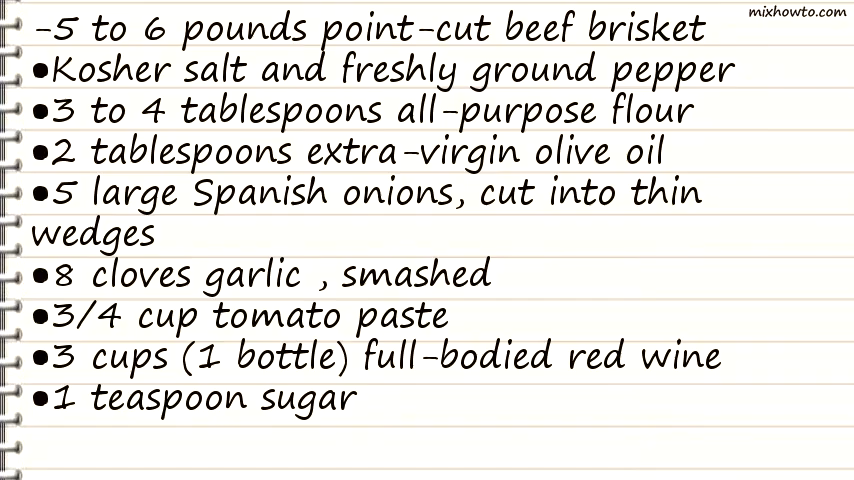 mixhowto.com
-5 to 6 pounds point-cut beef brisket
•Kosher salt and freshly ground pepper
•3 to 4 tablespoons all-purpose flour
•2 tablespoons extra-virgin olive oil
•5 large Spanish onions, cut into thin
wedges
•8 cloves garlic , smashed
•3/4 cup tomato paste
•3 cups (1 bottle) full-bodied red wine
•1 teaspoon sugar